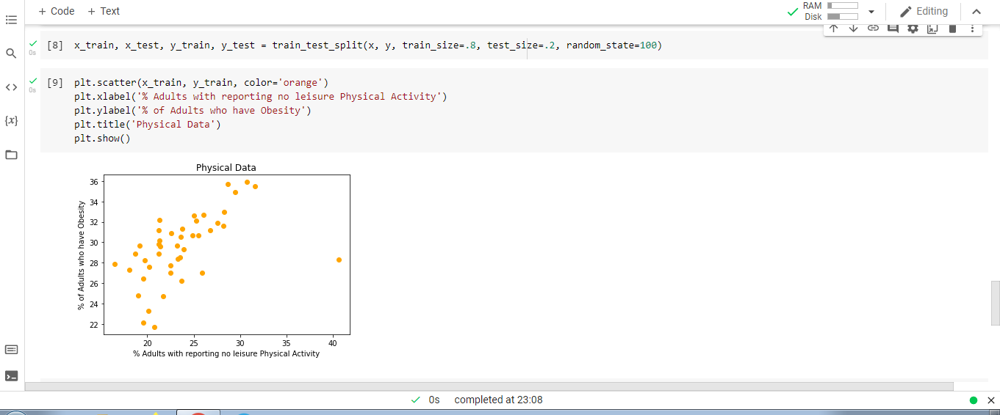 + Code + Text
RAM
Disk
Editing
[8] x_train, x_test, y_train, y_test = train_test_split(x, y, train_size=.8, test_size=.2, random_state=100)
0s
[9] plt.scatter(x_train, y_train, color='orange')
0s
plt.xlabel('% Adults with reporting no leisure Physical Activity')
plt.ylabel('% of Adults who have Obesity')
plt.title('Physical Data')
plt.show()
{x}
Physical Data
% of Adults who have Obesity
36
34
32
30
28
26
24
22
20 25 30 35 40
% Adults with reporting no leisure Physical Activity
0s completed at 23:08